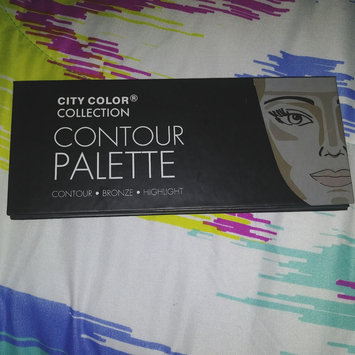 CITY COLOR®
COLLECTION
CONTOUR
PALETTE
CONTOUR • BRONZE • HIGHLIGHT